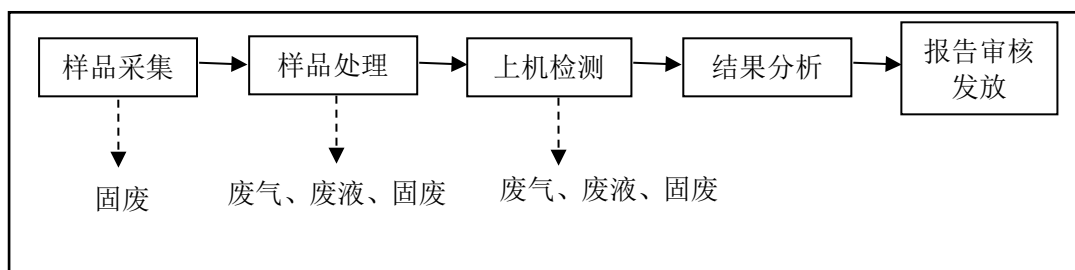 样品采集
样品处理
上机检测
结果分析
报告审核
发放
固废
废气、废液、固废
废气、废液、固废